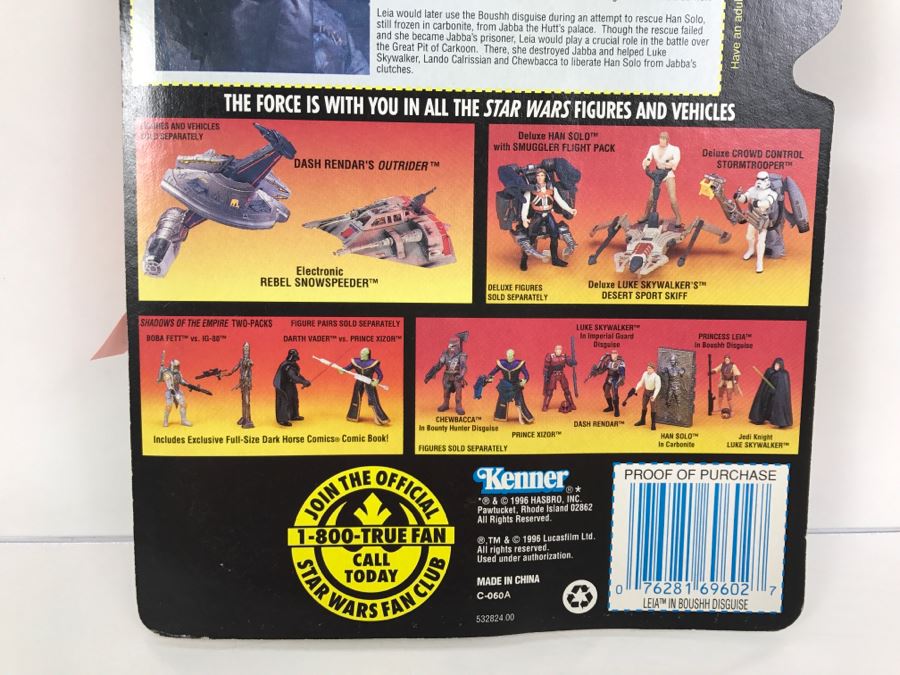 Leia would later use the Boushh disguise during an attempt to rescue Han Solo,
still frozen in carbonite, from Jabba the Hutt's palace. Though the rescue failed
and she became Jabba's prisoner, Leia would play a crucial role in the battle over
the Great Pit of Carkoon. There, she destroyed Jabba and helped Luke
Skywalker, Lando Calrissian and Chewbacca to liberate Han Solo from Jabba's
clutches.
Have an adul
THE FORCE IS WITH YOU IN ALL THE STAR WARS FIGURES AND VEHICLES
FIGURES AND VEHICLES
SOLD SEPARATELY
DASH RENDAR'S OUTRIDER™
Electronic
REBEL SNOWSPEEDER™
Deluxe HAN SOLO™
with SMUGGLER FLIGHT PACK
Deluxe CROWD CONTROL
STORMTROOPER™
DELUXE FIGURES
SOLD SEPARATELY
Deluxe LUKE SKYWALKER'S™
DESERT SPORT SKIFF
SHADOWS OF THE EMPIRE TWO-PACKS
FIGURE PAIRS SOLD SEPARATELY
BOBA FETT™ vs. IG-88™
DARTH VADER™ vs. PRINCE XIZOR™
Includes Exclusive Full-Size Dark Horse Comics® Comic Book!
LUKE SKYWALKER™
In Imperial Guard
Disguise
PRINCESS LEIA™
in Boushh Disguise
CHEWBACCA™
In Bounty Hunter Disguise
PRINCE XIZOR™
DASH RENDAR™
HAN SOLO™
in Carbonite
Jedi Knight
LUKE SKYWALKER™
FIGURES SOLD SEPARATELY
JOIN THE OFFICIAL
1-800-TRUE FAN
CALL
TODAY
STAR WARS FAN CLUB
Kenner®*
*® & © 1996 HASBRO, INC.
Pawtucket, Rhode Island 02862
All Rights Reserved.
®,TM & © 1996 Lucasfilm Ltd.
All rights reserved.
Used under authorization.
MADE IN CHINA
C-060A
532824.00
PROOF OF PURCHASE
0 76281 69602 7
LEIA™ IN BOUSHH DISGUISE